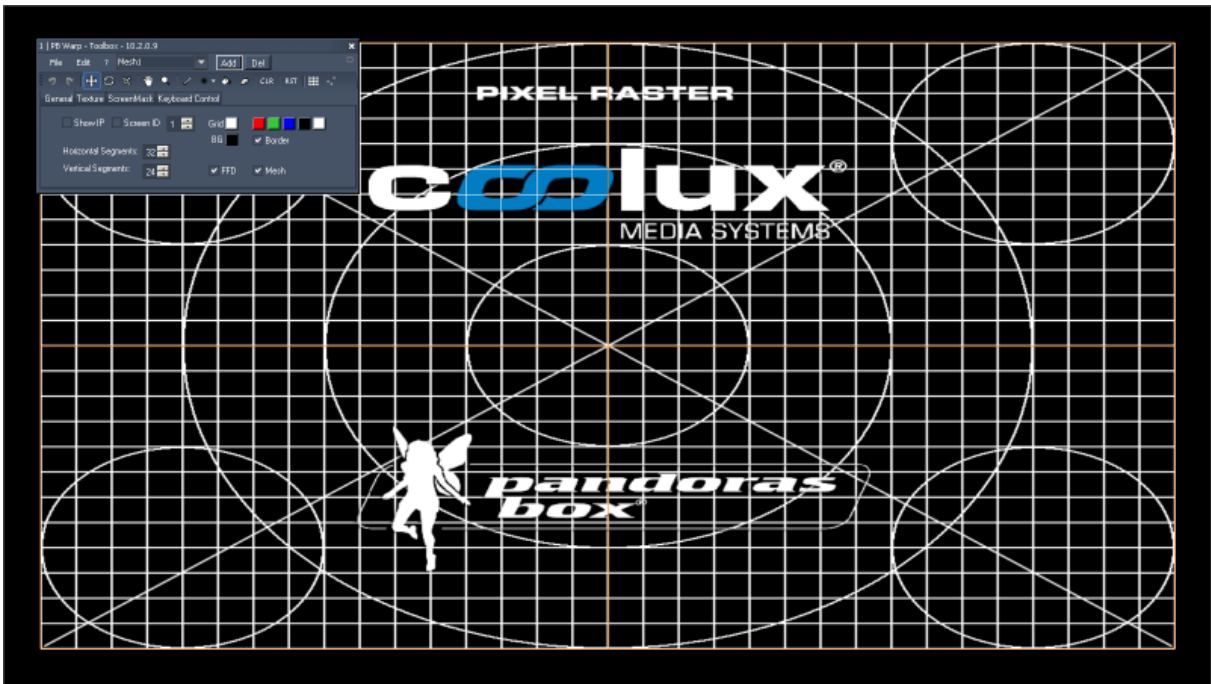 1 | PB Warp - Toolbox - 10.2.0.9
File Edit ? Mesh1 Add Del
CLR RST
General Texture ScreenMask Keyboard Control
Show IP Screen ID 1 Grid
BG Border
Horizontal Segments: 32
Vertical Segments: 24 FFD Mesh
PIXEL RASTER
coolux®
MEDIA SYSTEMS
pandoras
box®